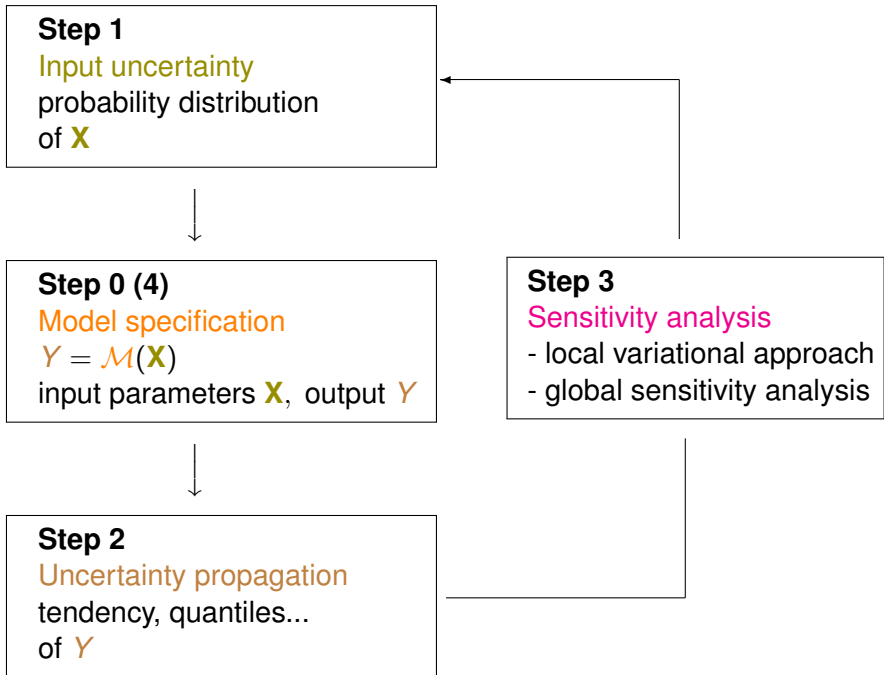 Step 1
Input uncertainty
probability distribution
of X
Step 0 (4)
Model specification
Y = ℳ(X)
input parameters X, output Y
Step 2
Uncertainty propagation
tendency, quantiles...
of Y
Step 3
Sensitivity analysis
- local variational approach
- global sensitivity analysis